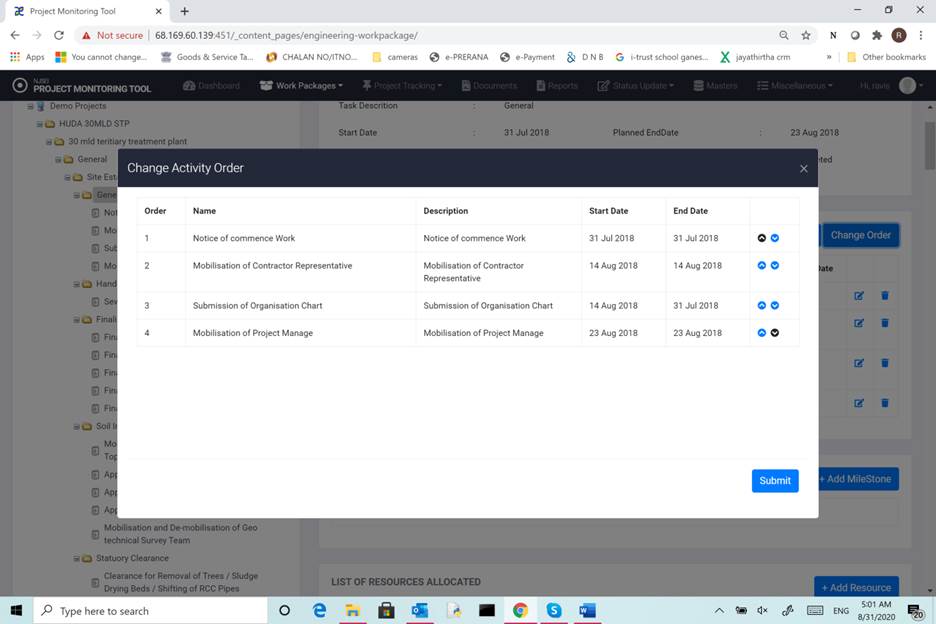 Project Monitoring Tool
Not secure 68.169.60.139:451/_content_pages/engineering-workpackage/
N R
Apps You cannot change... Goods & Service Ta... CHALAN NO/ITNO... cameras e-PRERANA e-Payment D N B i-trust school ganes... jayathirtha crm » Other bookmarks
NJSEI
PROJECT MONITORING TOOL
Dashboard Work Packages Project Tracking Documents Reports Status Update Masters Miscellaneous Hi, ravie
Demo Projects
HUDA 30MLD STP
30 mld teritiary treatment plant
General
Site Est
Gene
Not
Mo
Sub
Mo
Hand
Sew
Finali
Fina
Fina
Fina
Fina
Fina
Soil In
Mo
Top
App
App
App
Mobilisation and De-mobilisation of Geo
technical Survey Team
Statuory Clearance
Clearance for Removal of Trees / Sludge
Drying Beds / Shifting of RCC Pipes
Task Descrition : General
Start Date : 31 Jul 2018 Planned EndDate : 23 Aug 2018
eted
Change Order
Date
Change Activity Order
Order Name Description Start Date End Date
1 Notice of commence Work Notice of commence Work 31 Jul 2018 31 Jul 2018
2 Mobilisation of Contractor Representative Mobilisation of Contractor
Representative 14 Aug 2018 14 Aug 2018
3 Submission of Organisation Chart Submission of Organisation Chart 14 Aug 2018 31 Jul 2018
4 Mobilisation of Project Manage Mobilisation of Project Manage 23 Aug 2018 23 Aug 2018
Submit
+ Add MileStone
LIST OF RESOURCES ALLOCATED
+ Add Resource
Type here to search
ENG
5:01 AM
8/31/2020
20